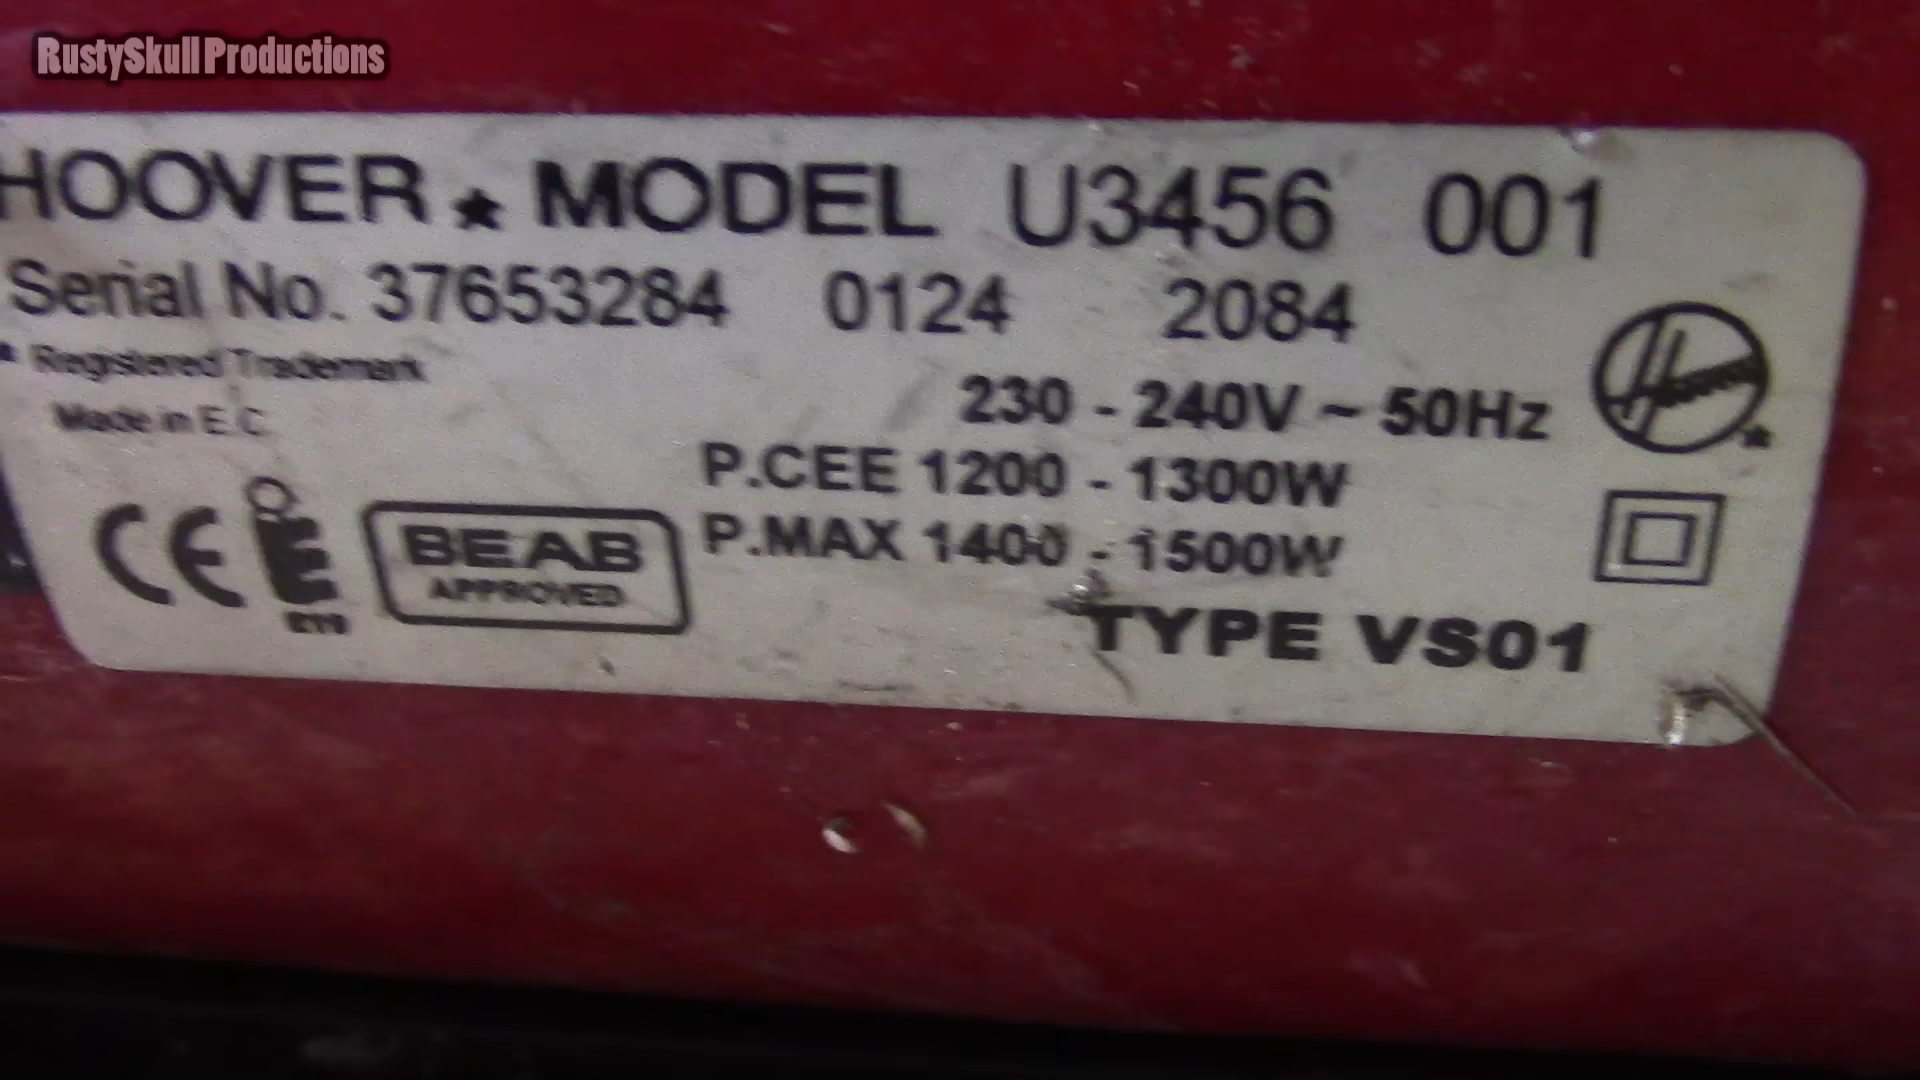 RustySkull Productions
HOOVER ★ MODEL U3456 001
Serial No. 37653284 0124 2084
* Registered Trademark
Made in E.C.
230 - 240V ~ 50Hz
P.CEE 1200 - 1300W
P.MAX 1400 - 1500W
TYPE VS01
Hoover
CE
BEAB
APPROVED